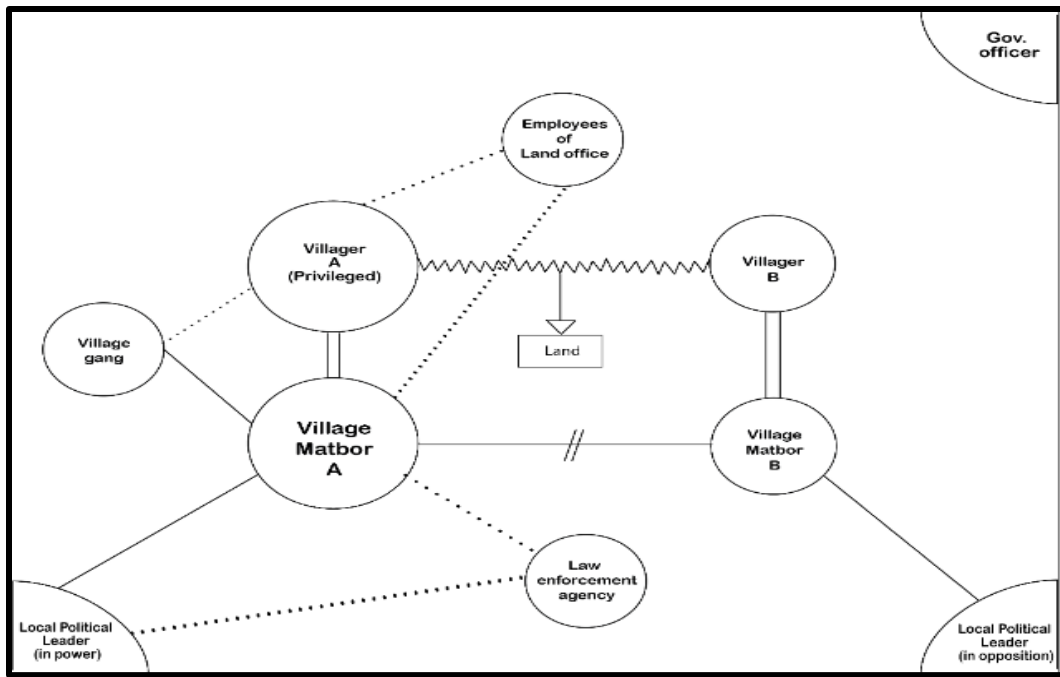 Gov.
officer
Employees
of
Land office
Villager
A
(Privileged)
Villager
B
Village
gang
Land
Village
Matbor
A
Village
Matbor
B
Law
enforcement
agency
Local Political
Leader
(in power)
Local Political
Leader
(in opposition)